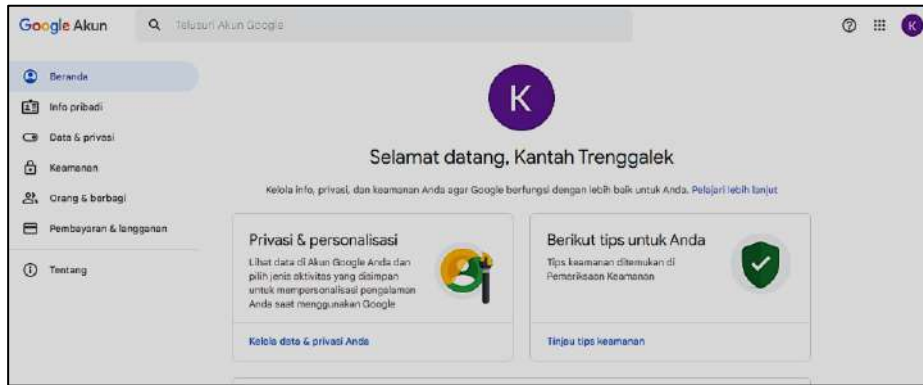 Google Akun
Telusuri Akun Google
K
Beranda
Info pribadi
Data & privasi
Keamanan
Orang & berbagi
Pembayaran & langganan
Tentang
K
Selamat datang, Kantah Trenggalek
Kelola info, privasi, dan keamanan Anda agar Google berfungsi dengan lebih baik untuk Anda. Pelajari lebih lanjut
Privasi & personalisasi
Lihat data di Akun Google Anda dan
pilih jenis aktivitas yang disimpan
untuk mempersonalisasi pengalaman
Anda saat menggunakan Google
Kelola data & privasi Anda
Berikut tips untuk Anda
Tips keamanan ditemukan di
Pemeriksaan Keamanan
Tinjau tips keamanan